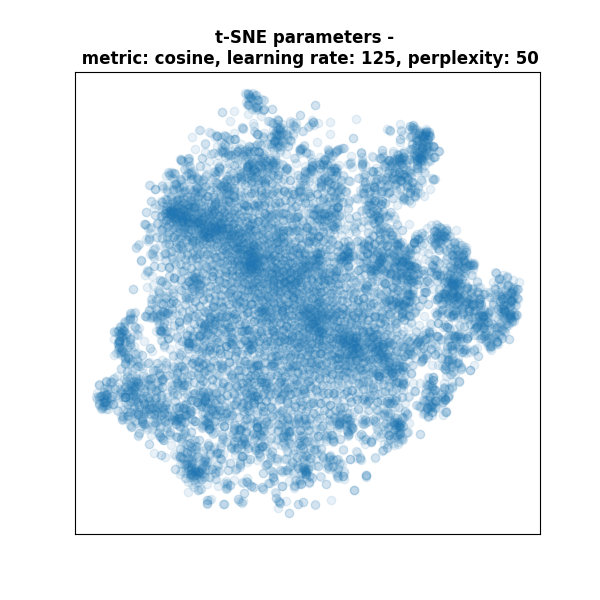 t-SNE parameters -
metric: cosine, learning rate: 125, perplexity: 50